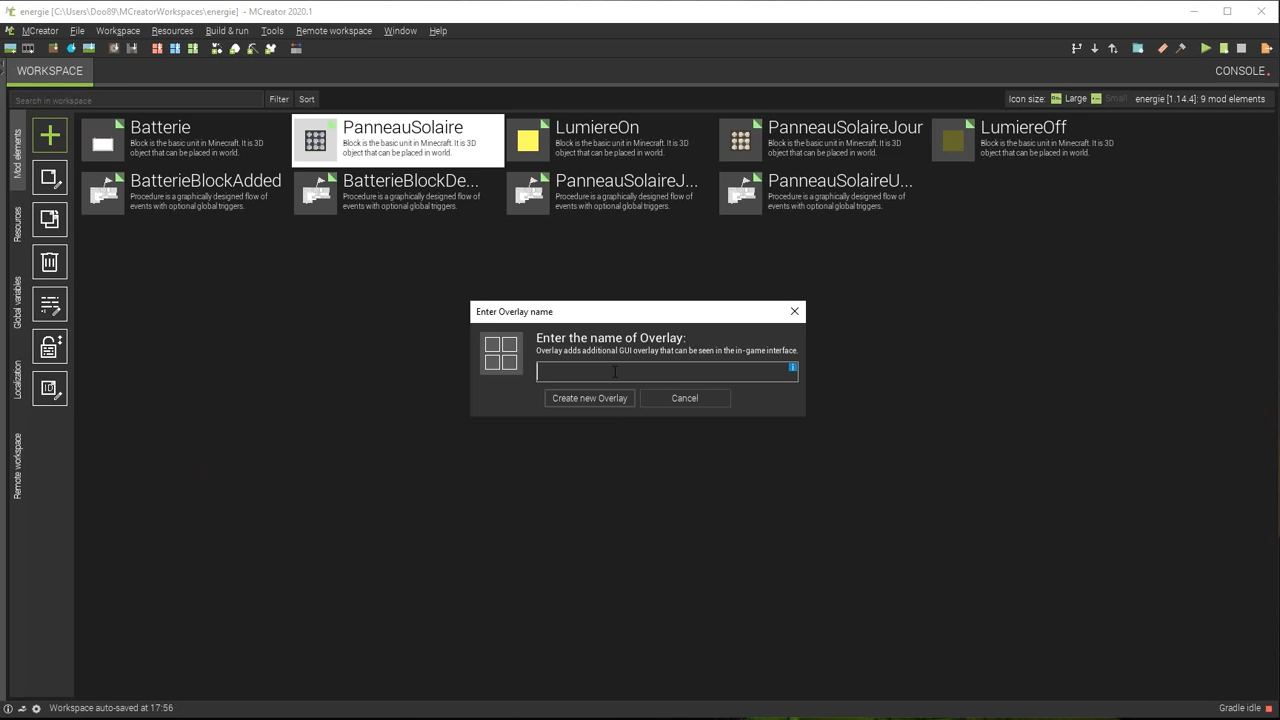 energie [C:\Users\Doo89\MCreatorWorkspaces\energie] - MCreator 2020.1
MCreator File Workspace Resources Build & run Tools Remote workspace Window Help
WORKSPACE
CONSOLE
Search in workspace
Filter
Sort
Icon size: Large Small energie [1.14.4]: 9 mod elements
Mod elements
Resources
Global variables
Localization
Remote workspace
Batterie
Block is the basic unit in Minecraft. It is 3D
object that can be placed in world.
PanneauSolaire
Block is the basic unit in Minecraft. It is 3D
object that can be placed in world.
LumiereOn
Block is the basic unit in Minecraft. It is 3D
object that can be placed in world.
PanneauSolaireJour
Block is the basic unit in Minecraft. It is 3D
object that can be placed in world.
LumiereOff
Block is the basic unit in Minecraft. It is 3D
object that can be placed in world.
BatterieBlockAdded
Procedure is a graphically designed flow of
events with optional global triggers.
BatterieBlockDe...
Procedure is a graphically designed flow of
events with optional global triggers.
PanneauSolaireJ...
Procedure is a graphically designed flow of
events with optional global triggers.
PanneauSolaireU...
Procedure is a graphically designed flow of
events with optional global triggers.
Enter Overlay name
Enter the name of Overlay:
Overlay adds additional GUI overlay that can be seen in the in-game interface.
Create new Overlay
Cancel
Workspace auto-saved at 17:56
Gradle idle